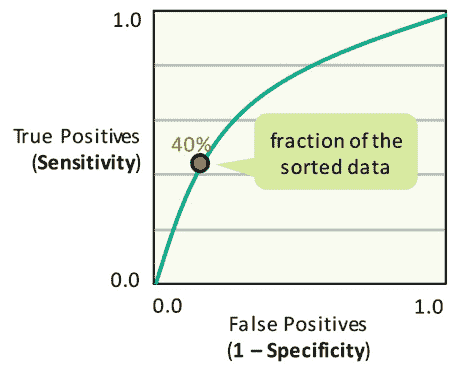 1.0
True Positives
(Sensitivity)
40%
fraction of the
sorted data
0.0
0.0
1.0
False Positives
(1 – Specificity)